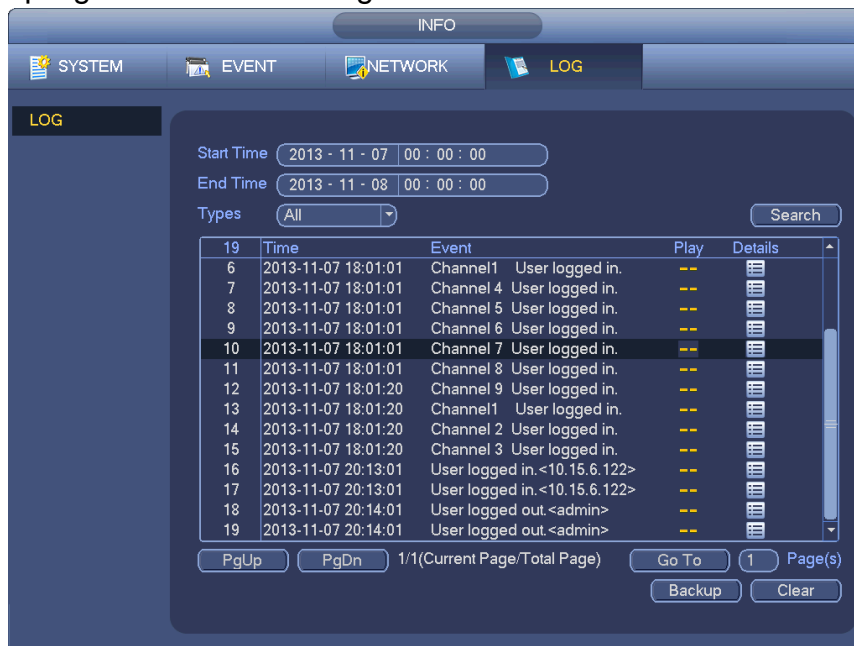 INFO
SYSTEM EVENT NETWORK LOG
LOG
Start Time 2013 - 11 - 07 00 : 00 : 00
End Time 2013 - 11 - 08 00 : 00 : 00
Types All Search
19 Time Event Play Details
6 2013-11-07 18:01:01 Channel1 User logged in. --
7 2013-11-07 18:01:01 Channel 4 User logged in. --
8 2013-11-07 18:01:01 Channel 5 User logged in. --
9 2013-11-07 18:01:01 Channel 6 User logged in. --
10 2013-11-07 18:01:01 Channel 7 User logged in. --
11 2013-11-07 18:01:01 Channel 8 User logged in. --
12 2013-11-07 18:01:20 Channel 9 User logged in. --
13 2013-11-07 18:01:20 Channel1 User logged in. --
14 2013-11-07 18:01:20 Channel 2 User logged in. --
15 2013-11-07 18:01:20 Channel 3 User logged in. --
16 2013-11-07 20:13:01 User logged in.<10.15.6.122> --
17 2013-11-07 20:13:01 User logged in.<10.15.6.122> --
18 2013-11-07 20:14:01 User logged out.<admin> --
19 2013-11-07 20:14:01 User logged out.<admin> --
PgUp PgDn 1/1(Current Page/Total Page) Go To 1 Page(s)
Backup Clear